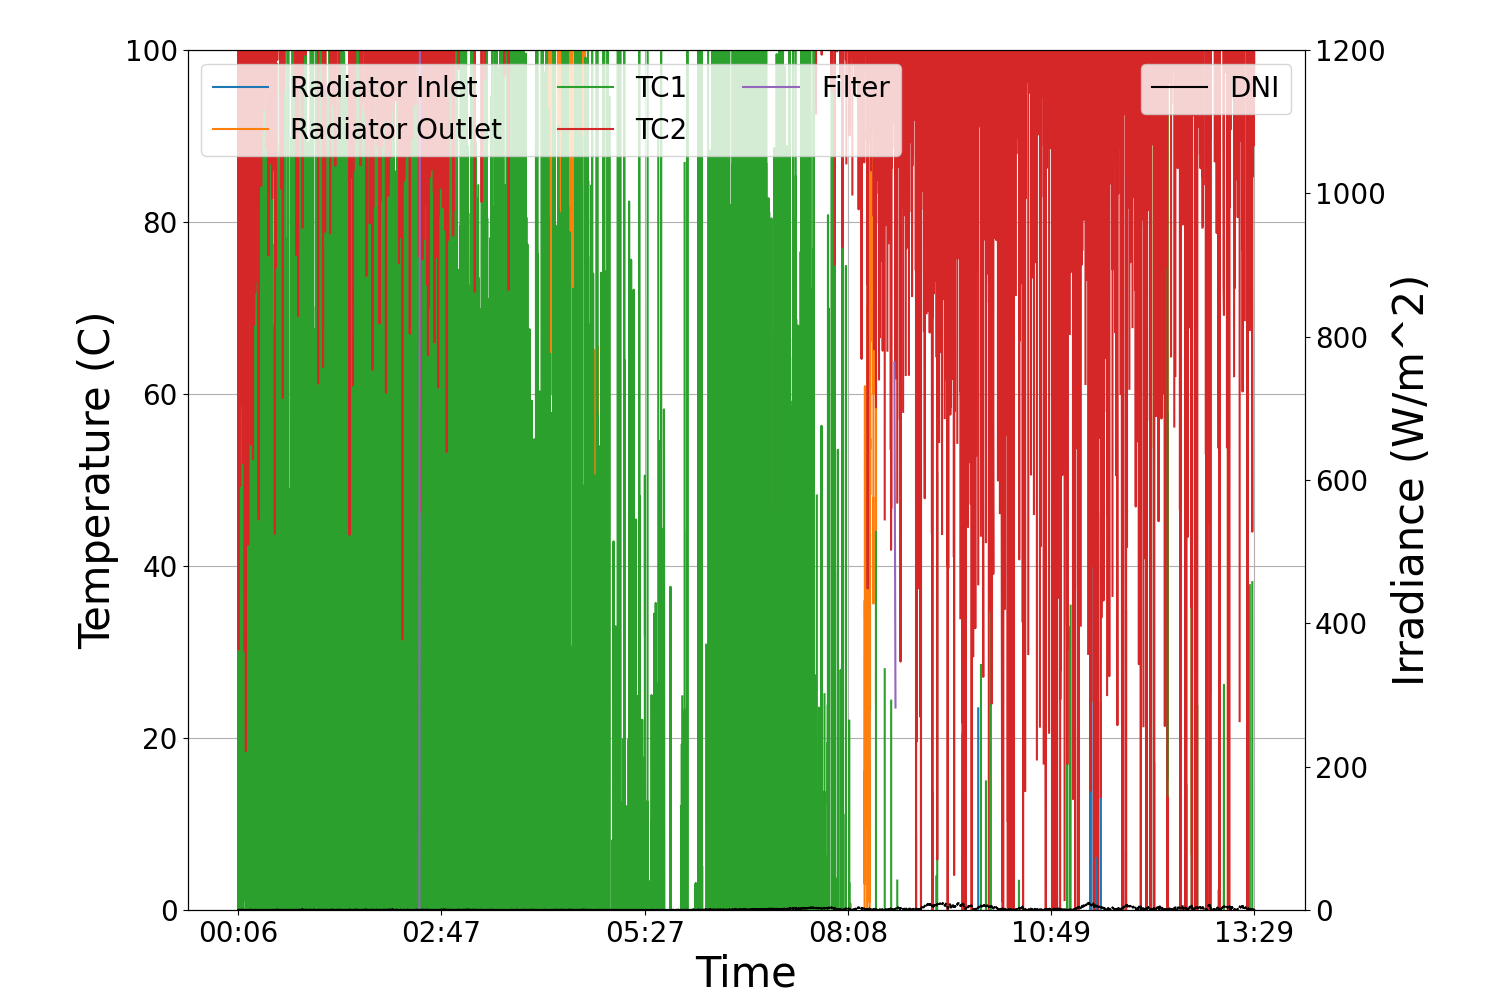 100
80
60
40
20
0
Temperature (C)
Radiator Inlet
Radiator Outlet
TC1
TC2
Filter
DNI
1200
1000
800
600
400
200
0
Irradiance (W/m^2)
00:06
02:47
05:27
08:08
10:49
13:29
Time